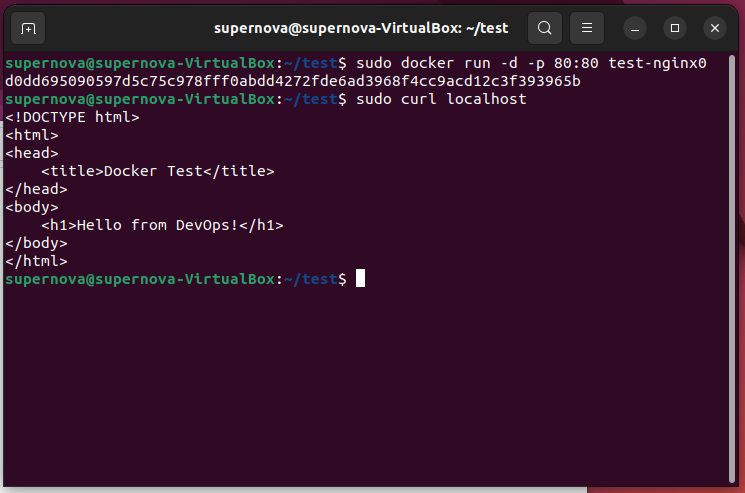 supernova@supernova-VirtualBox: ~/test
supernova@supernova-VirtualBox:~/test$ sudo docker run -d -p 80:80 test-nginx0
d0dd695090597d5c75c978fff0abdd4272fde6ad3968f4cc9acd12c3f393965b
supernova@supernova-VirtualBox:~/test$ sudo curl localhost
<!DOCTYPE html>
<html>
<head>
    <title>Docker Test</title>
</head>
<body>
    <h1>Hello from DevOps!</h1>
</body>
</html>
supernova@supernova-VirtualBox:~/test$